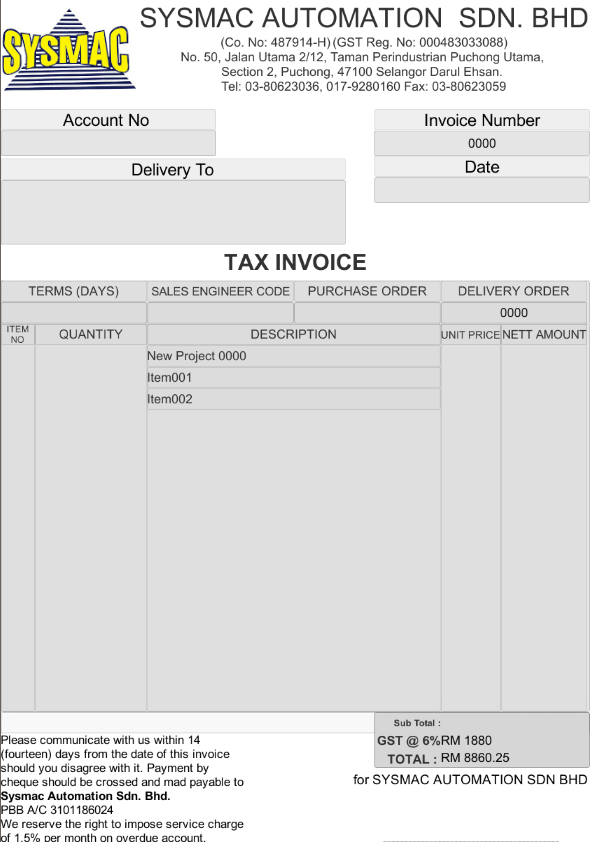 SYSMAC
SYSMAC AUTOMATION SDN. BHD
(Co. No: 487914-H) (GST Reg. No: 000483033088)
No. 50, Jalan Utama 2/12, Taman Perindustrian Puchong Utama,
Section 2, Puchong, 47100 Selangor Darul Ehsan.
Tel: 03-80623036, 017-9280160 Fax: 03-80623059
Account No
Invoice Number
0000
Delivery To
Date
TAX INVOICE
TERMS (DAYS) SALES ENGINEER CODE PURCHASE ORDER DELIVERY ORDER
0000
ITEM NO QUANTITY DESCRIPTION UNIT PRICE NETT AMOUNT
New Project 0000
Item001
Item002
Sub Total :
GST @ 6% RM 1880
TOTAL : RM 8860.25
for SYSMAC AUTOMATION SDN BHD
Please communicate with us within 14
(fourteen) days from the date of this invoice
should you disagree with it. Payment by
cheque should be crossed and mad payable to
Sysmac Automation Sdn. Bhd.
PBB A/C 3101186024
We reserve the right to impose service charge
of 1.5% per month on overdue account.